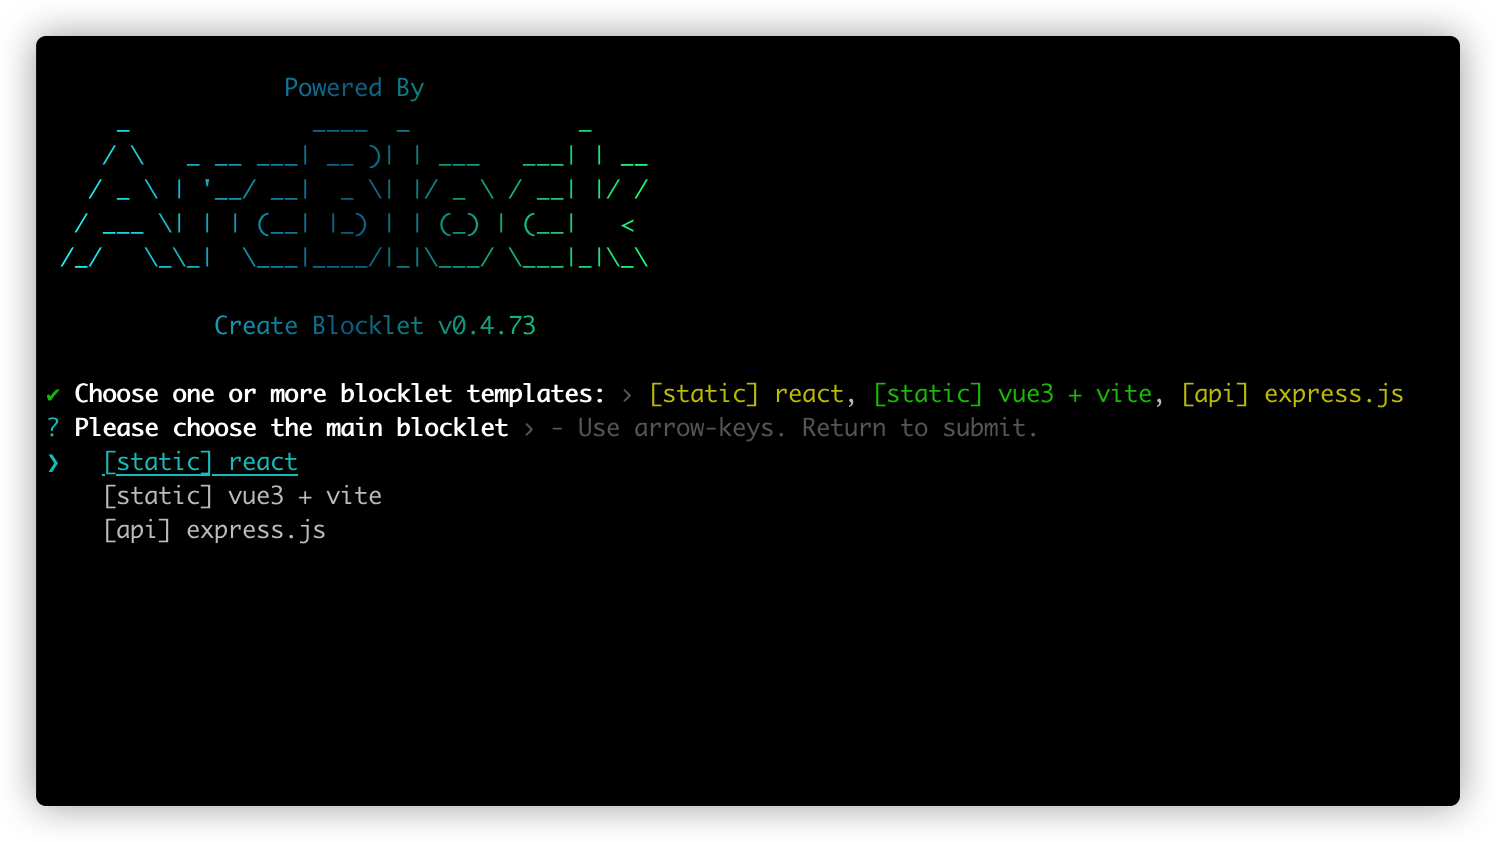 Powered By
ArcBlock
Create Blocklet v0.4.73
✔ Choose one or more blocklet templates: › [static] react, [static] vue3 + vite, [api] express.js
? Please choose the main blocklet › - Use arrow-keys. Return to submit.
❯ [static] react
[static] vue3 + vite
[api] express.js